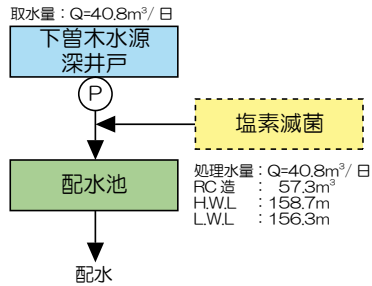 取水量：Q=40.8m³/日
下曽木水源
深井戸
P
塩素滅菌
処理水量：Q=40.8m³/日
配水池
RC造　：　57.3m³
H.W.L　：158.7m
L.W.L　：156.3m
配水